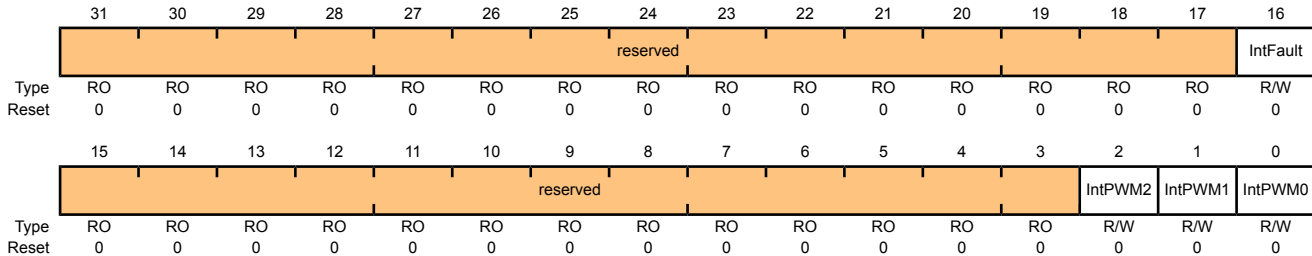 31 30 29 28 27 26 25 24 23 22 21 20 19 18 17 16
reserved IntFault
Type RO RO RO RO RO RO RO RO RO RO RO RO RO RO RO R/W
Reset 0 0 0 0 0 0 0 0 0 0 0 0 0 0 0 0
15 14 13 12 11 10 9 8 7 6 5 4 3 2 1 0
reserved IntPWM2 IntPWM1 IntPWM0
Type RO RO RO RO RO RO RO RO RO RO RO RO RO R/W R/W R/W
Reset 0 0 0 0 0 0 0 0 0 0 0 0 0 0 0 0